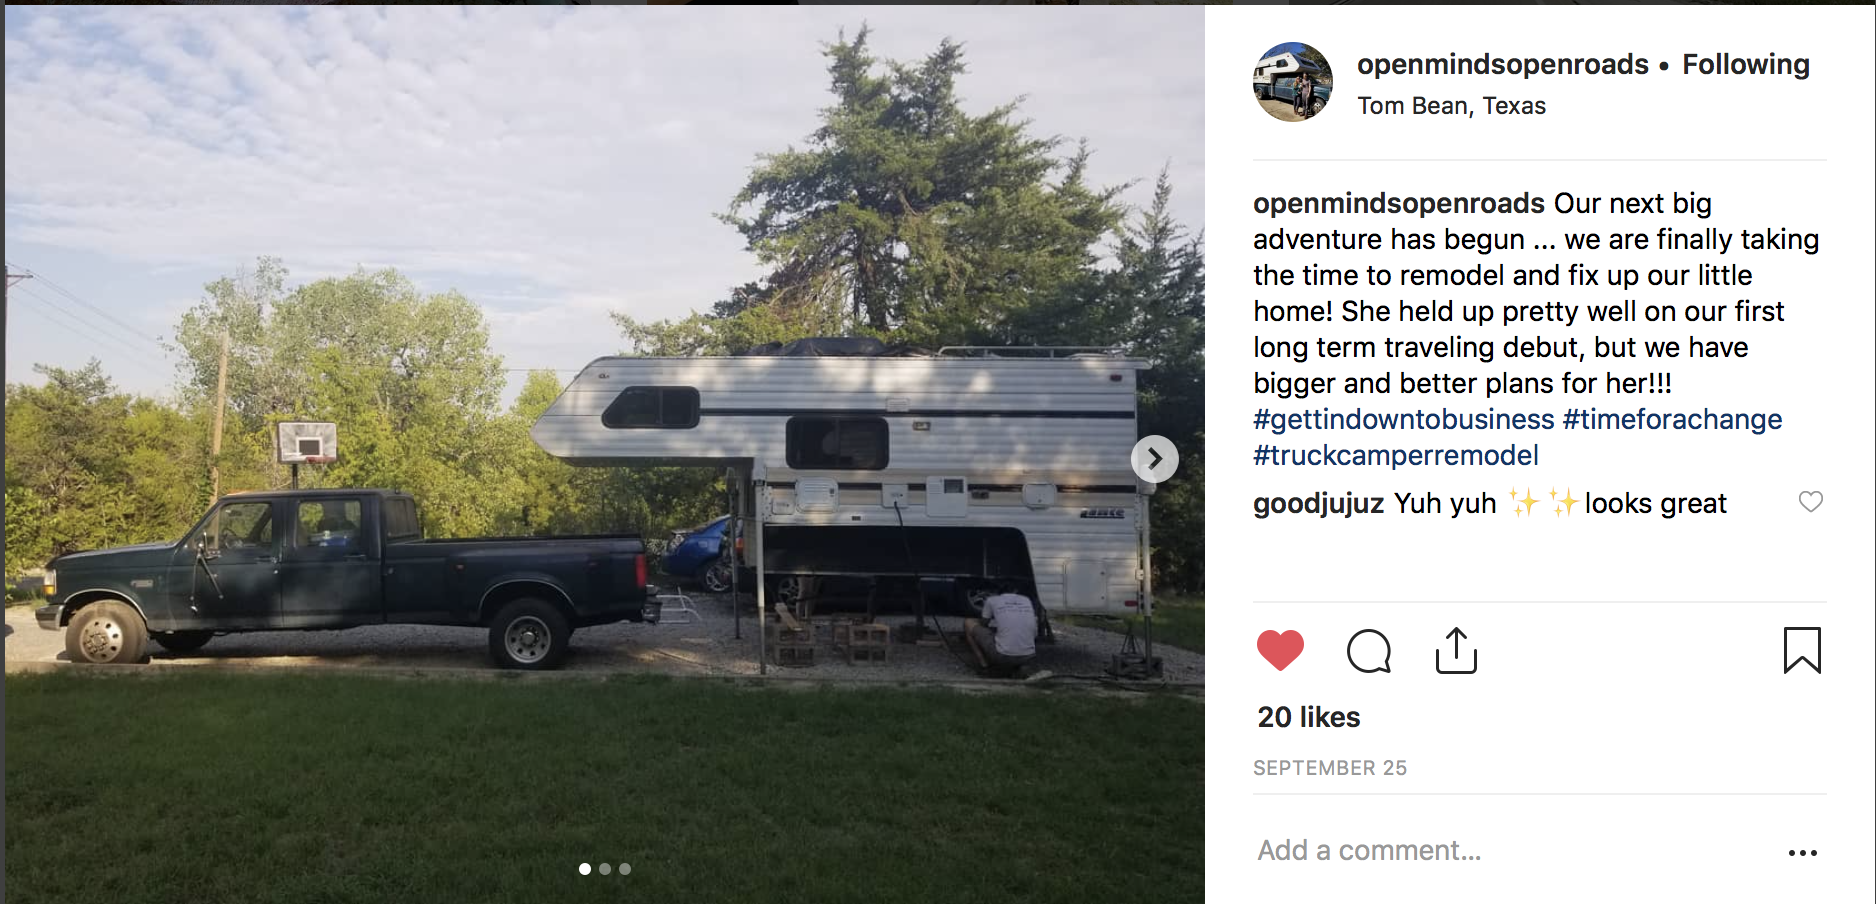 openmindsopenroads • Following
Tom Bean, Texas
openmindsopenroads Our next big
adventure has begun ... we are finally taking
the time to remodel and fix up our little
home! She held up pretty well on our first
long term traveling debut, but we have
bigger and better plans for her!!!
#gettindowntobusiness #timeforachange
#truckcamperremodel
goodjujuz Yuh yuh ✨ ✨looks great
20 likes
SEPTEMBER 25
Add a comment...
Lance